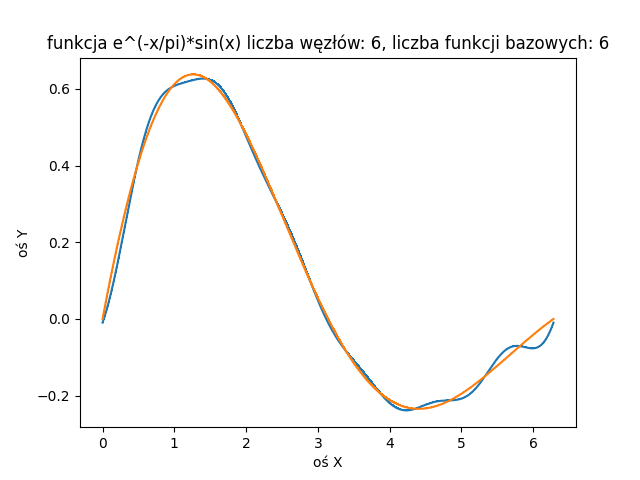 funkcja e^(-x/pi)*sin(x) liczba węzłów: 6, liczba funkcji bazowych: 6
0.6
0.4
0.2
0.0
−0.2
oś Y
0 1 2 3 4 5 6
oś X